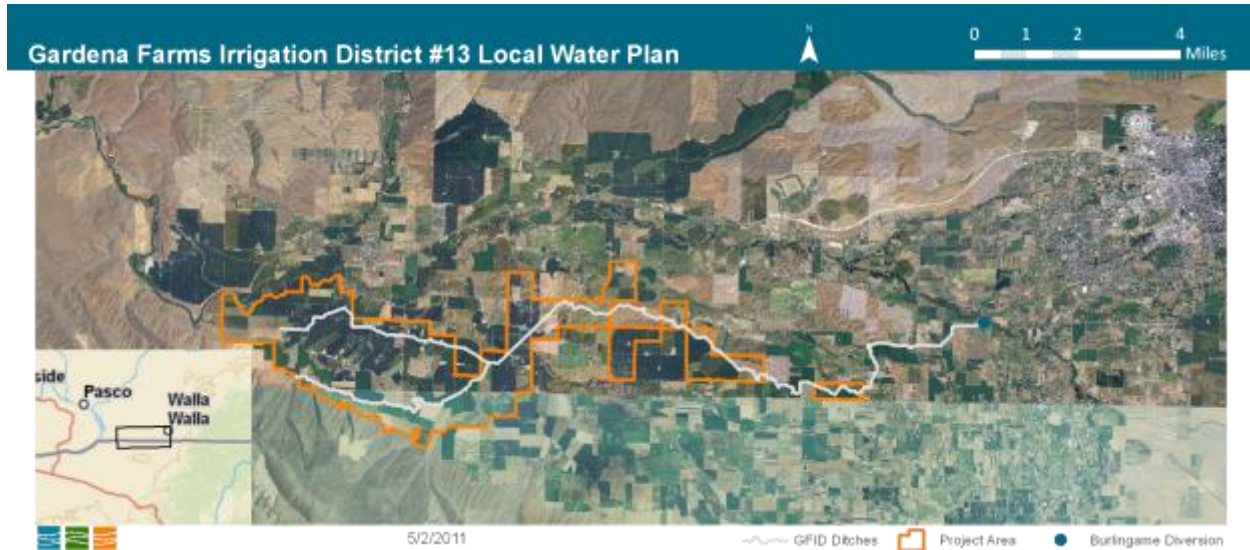 Gardena Farms Irrigation District #13 Local Water Plan
N
0 1 2 4
Miles
side
Pasco
Walla
Walla
5/2/2011
GFID Ditches
Project Area
Burlingame Diversion